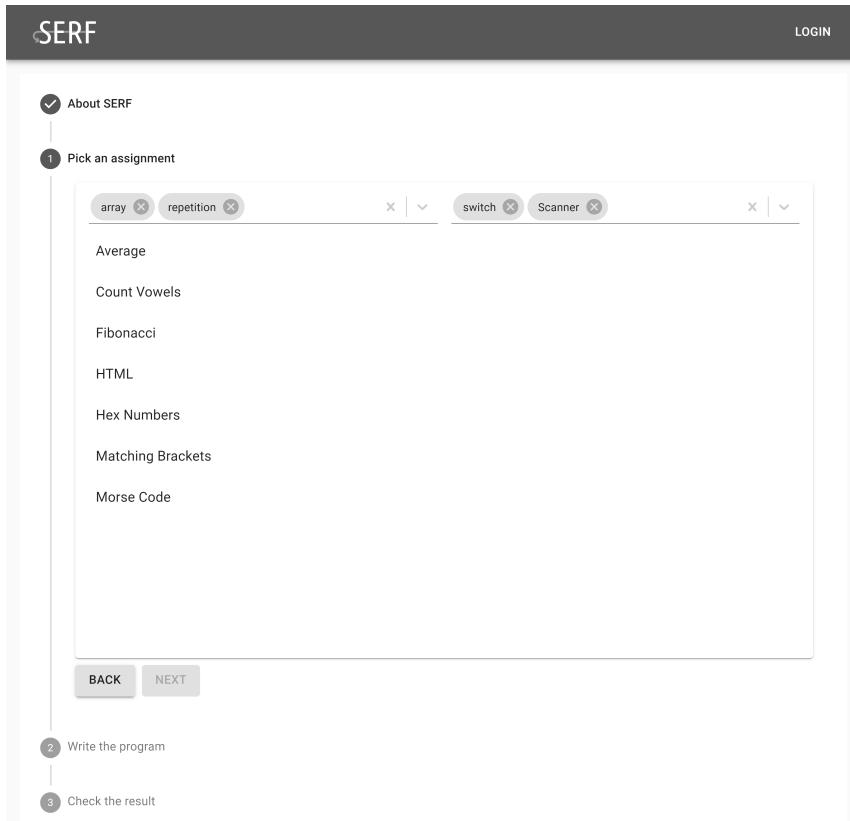 SERF
LOGIN
About SERF
1 Pick an assignment
array repetition switch Scanner
Average
Count Vowels
Fibonacci
HTML
Hex Numbers
Matching Brackets
Morse Code
BACK NEXT
2 Write the program
3 Check the result